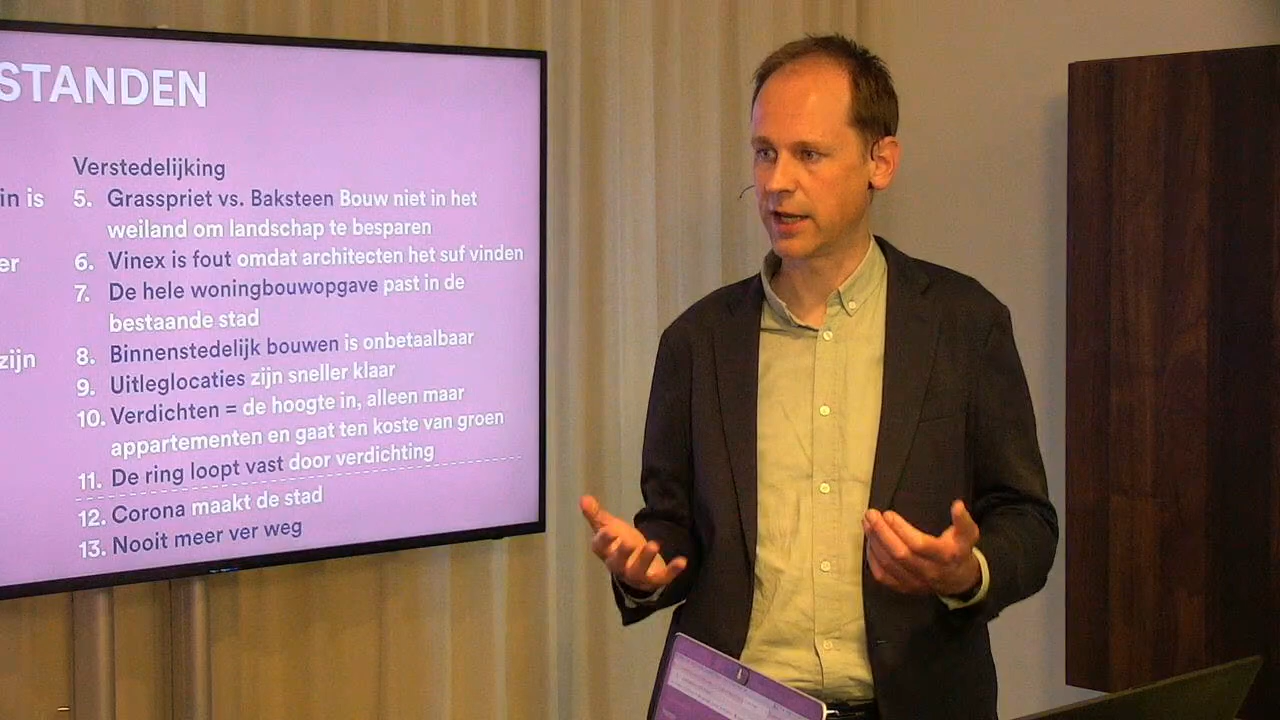 STANDEN
in is
er
zijn
Verstedelijking
5. Grasspriet vs. Baksteen Bouw niet in het
weiland om landschap te besparen
6. Vinex is fout omdat architecten het suf vinden
7. De hele woningbouwopgave past in de
bestaande stad
8. Binnenstedelijk bouwen is onbetaalbaar
9. Uitleglocaties zijn sneller klaar
10. Verdichten = de hoogte in, alleen maar
appartementen en gaat ten koste van groen
11. De ring loopt vast door verdichting
12. Corona maakt de stad
13. Nooit meer ver weg